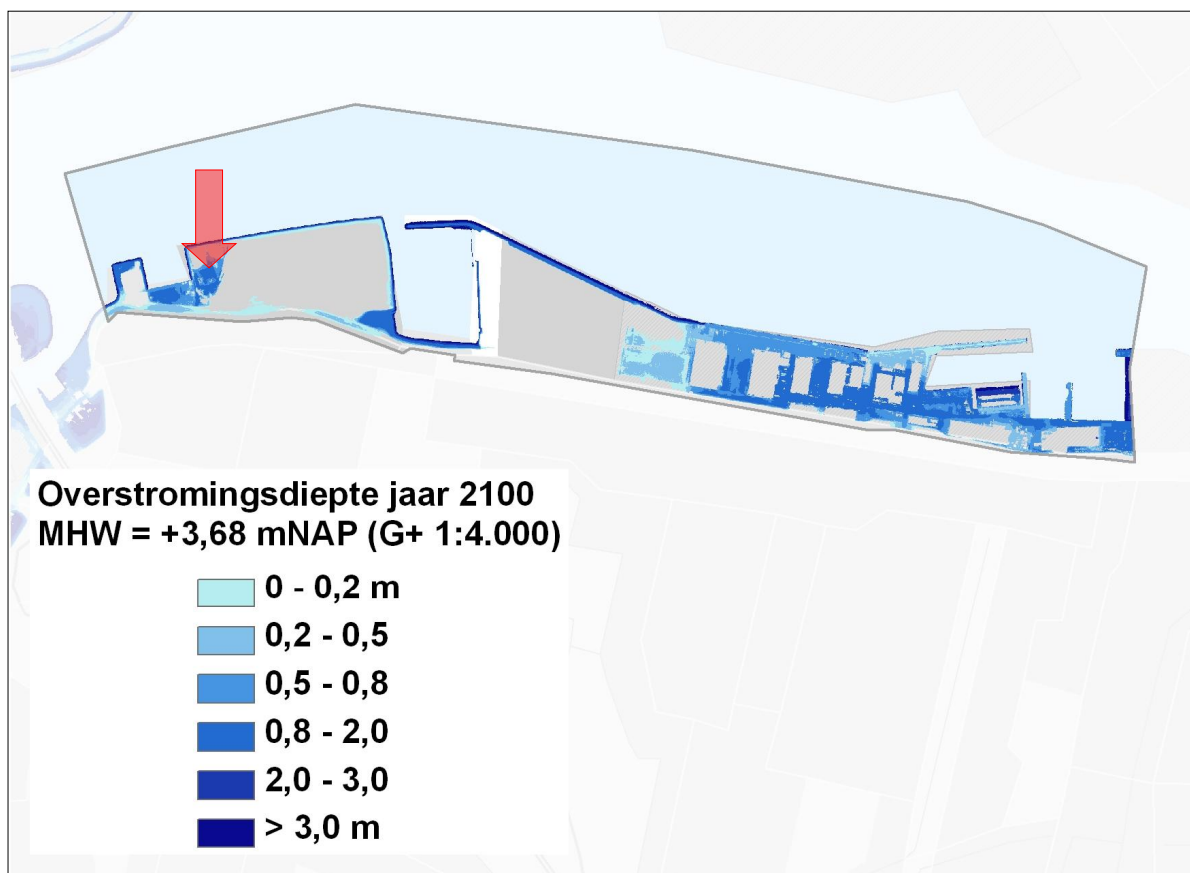 Overstromingsdiepte jaar 2100
MHW = +3,68 mNAP (G+ 1:4.000)
0 - 0,2 m
0,2 - 0,5
0,5 - 0,8
0,8 - 2,0
2,0 - 3,0
> 3,0 m